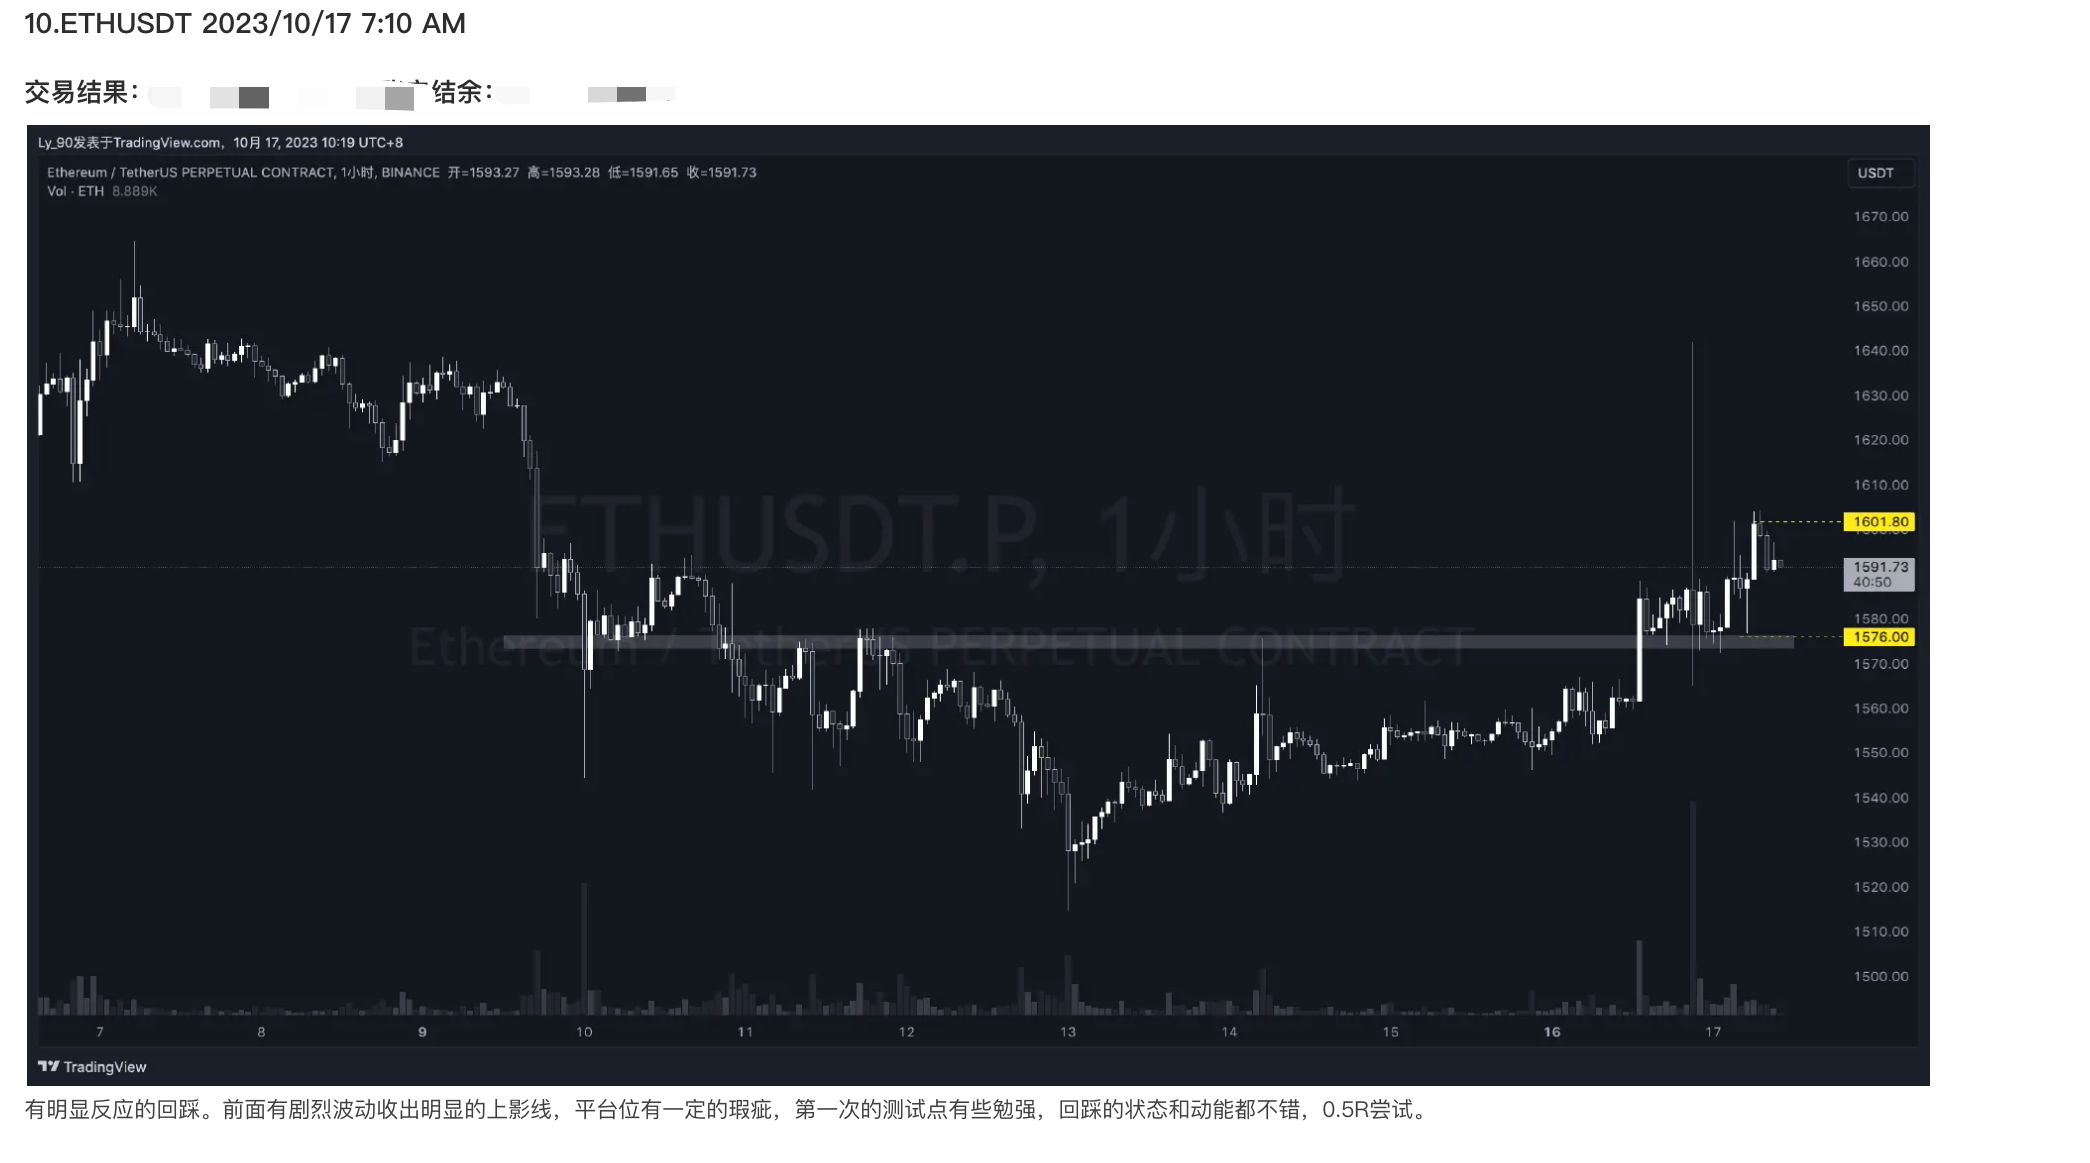 10.ETHUSDT 2023/10/17 7:10 AM
交易结果： 结余：
Ly_90发表于TradingView.com，10月 17, 2023 10:19 UTC+8
Ethereum / TetherUS PERPETUAL CONTRACT, 1小时, BINANCE 开=1593.27 高=1593.28 低=1591.65 收=1591.73
Vol · ETH 8.889K
USDT
1670.00
1660.00
1650.00
1640.00
1630.00
1620.00
1610.00
1601.80
1591.73
40:50
1580.00
1576.00
1570.00
1560.00
1550.00
1540.00
1530.00
1520.00
1510.00
1500.00
ETHUSDT.P, 1小时
Ethereum / TetherUS PERPETUAL CONTRACT
7 8 9 10 11 12 13 14 15 16 17
TradingView
有明显反应的回踩。前面有剧烈波动收出明显的上影线，平台位有一定的瑕疵，第一次的测试点有些勉强，回踩的状态和动能都不错，0.5R尝试。